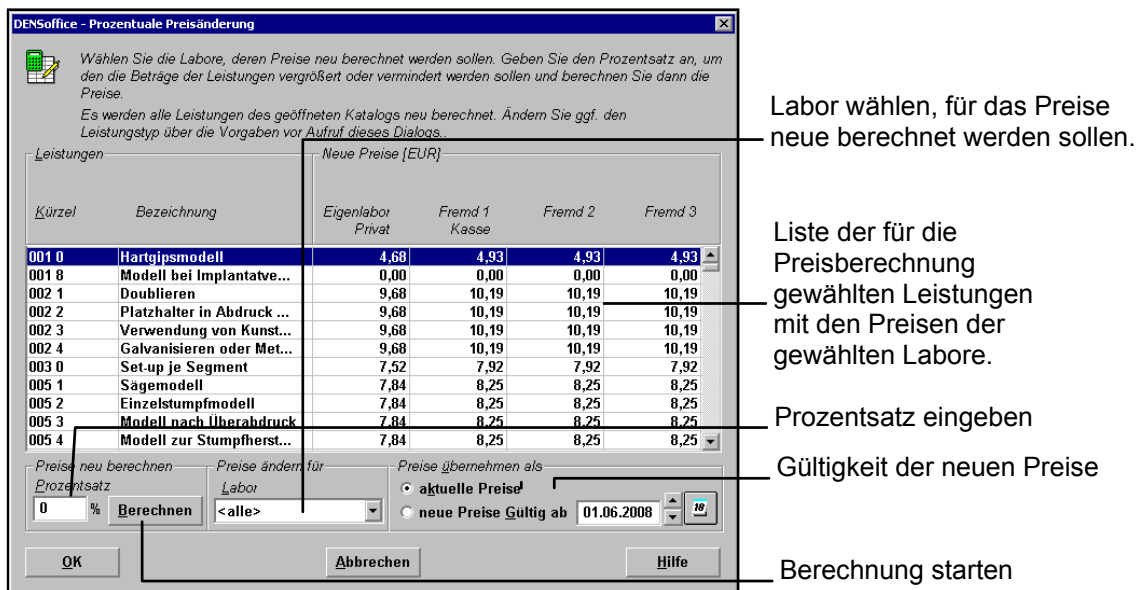 DENSoffice - Prozentuale Preisänderung
Wählen Sie die Labore, deren Preise neu berechnet werden sollen. Geben Sie den Prozentsatz an, um
den die Beträge der Leistungen vergrößert oder vermindert werden sollen und berechnen Sie dann die
Preise.
Es werden alle Leistungen des geöffneten Katalogs neu berechnet. Ändern Sie ggf. den
Leistungstyp über die Vorgaben vor Aufruf dieses Dialogs..
Leistungen
Neue Preise [EUR]
Kürzel Bezeichnung Eigenlabor Fremd 1 Fremd 2 Fremd 3
Privat Kasse
001 0 Hartgipsmodell 4,68 4,93 4,93 4,93
001 8 Modell bei Implantatve... 0,00 0,00 0,00 0,00
002 1 Doublieren 9,68 10,19 10,19 10,19
002 2 Platzhalter in Abdruck ... 9,68 10,19 10,19 10,19
002 3 Verwendung von Kunst... 9,68 10,19 10,19 10,19
002 4 Galvanisieren oder Met... 9,68 10,19 10,19 10,19
003 0 Set-up je Segment 7,52 7,92 7,92 7,92
005 1 Sägemodell 7,84 8,25 8,25 8,25
005 2 Einzelstumpfmodell 7,84 8,25 8,25 8,25
005 3 Modell nach Überabdruck 7,84 8,25 8,25 8,25
005 4 Modell zur Stumpfherst... 7,84 8,25 8,25 8,25
Preise neu berechnen
Prozentsatz
0 % Berechnen
Preise ändern für
Labor
<alle>
Preise übernehmen als
aktuelle Preise
neue Preise Gültig ab 01.06.2008 18
OK Abbrechen Hilfe
Labor wählen, für das Preise
neue berechnet werden sollen.
Liste der für die
Preisberechnung
gewählten Leistungen
mit den Preisen der
gewählten Labore.
Prozentsatz eingeben
Gültigkeit der neuen Preise
Berechnung starten